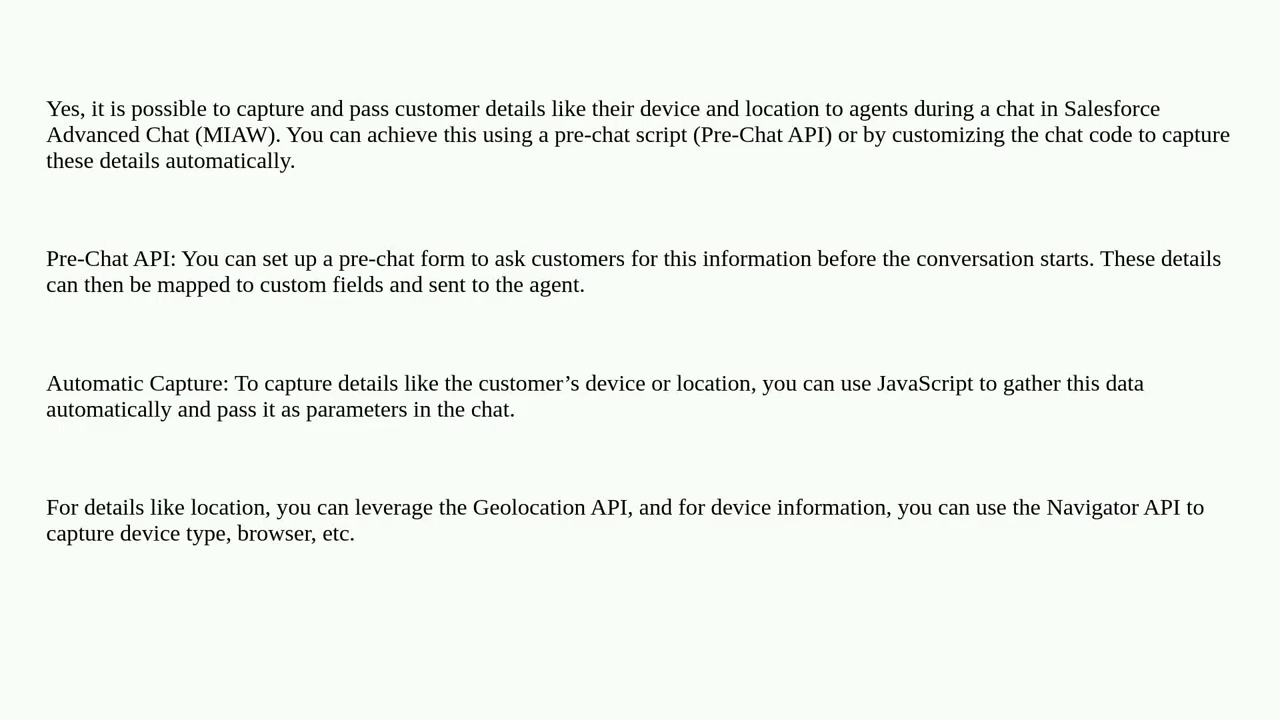 Yes, it is possible to capture and pass customer details like their device and location to agents during a chat in Salesforce
Advanced Chat (MIAW). You can achieve this using a pre-chat script (Pre-Chat API) or by customizing the chat code to capture
these details automatically.
Pre-Chat API: You can set up a pre-chat form to ask customers for this information before the conversation starts. These details
can then be mapped to custom fields and sent to the agent.
Automatic Capture: To capture details like the customer’s device or location, you can use JavaScript to gather this data
automatically and pass it as parameters in the chat.
For details like location, you can leverage the Geolocation API, and for device information, you can use the Navigator API to
capture device type, browser, etc.